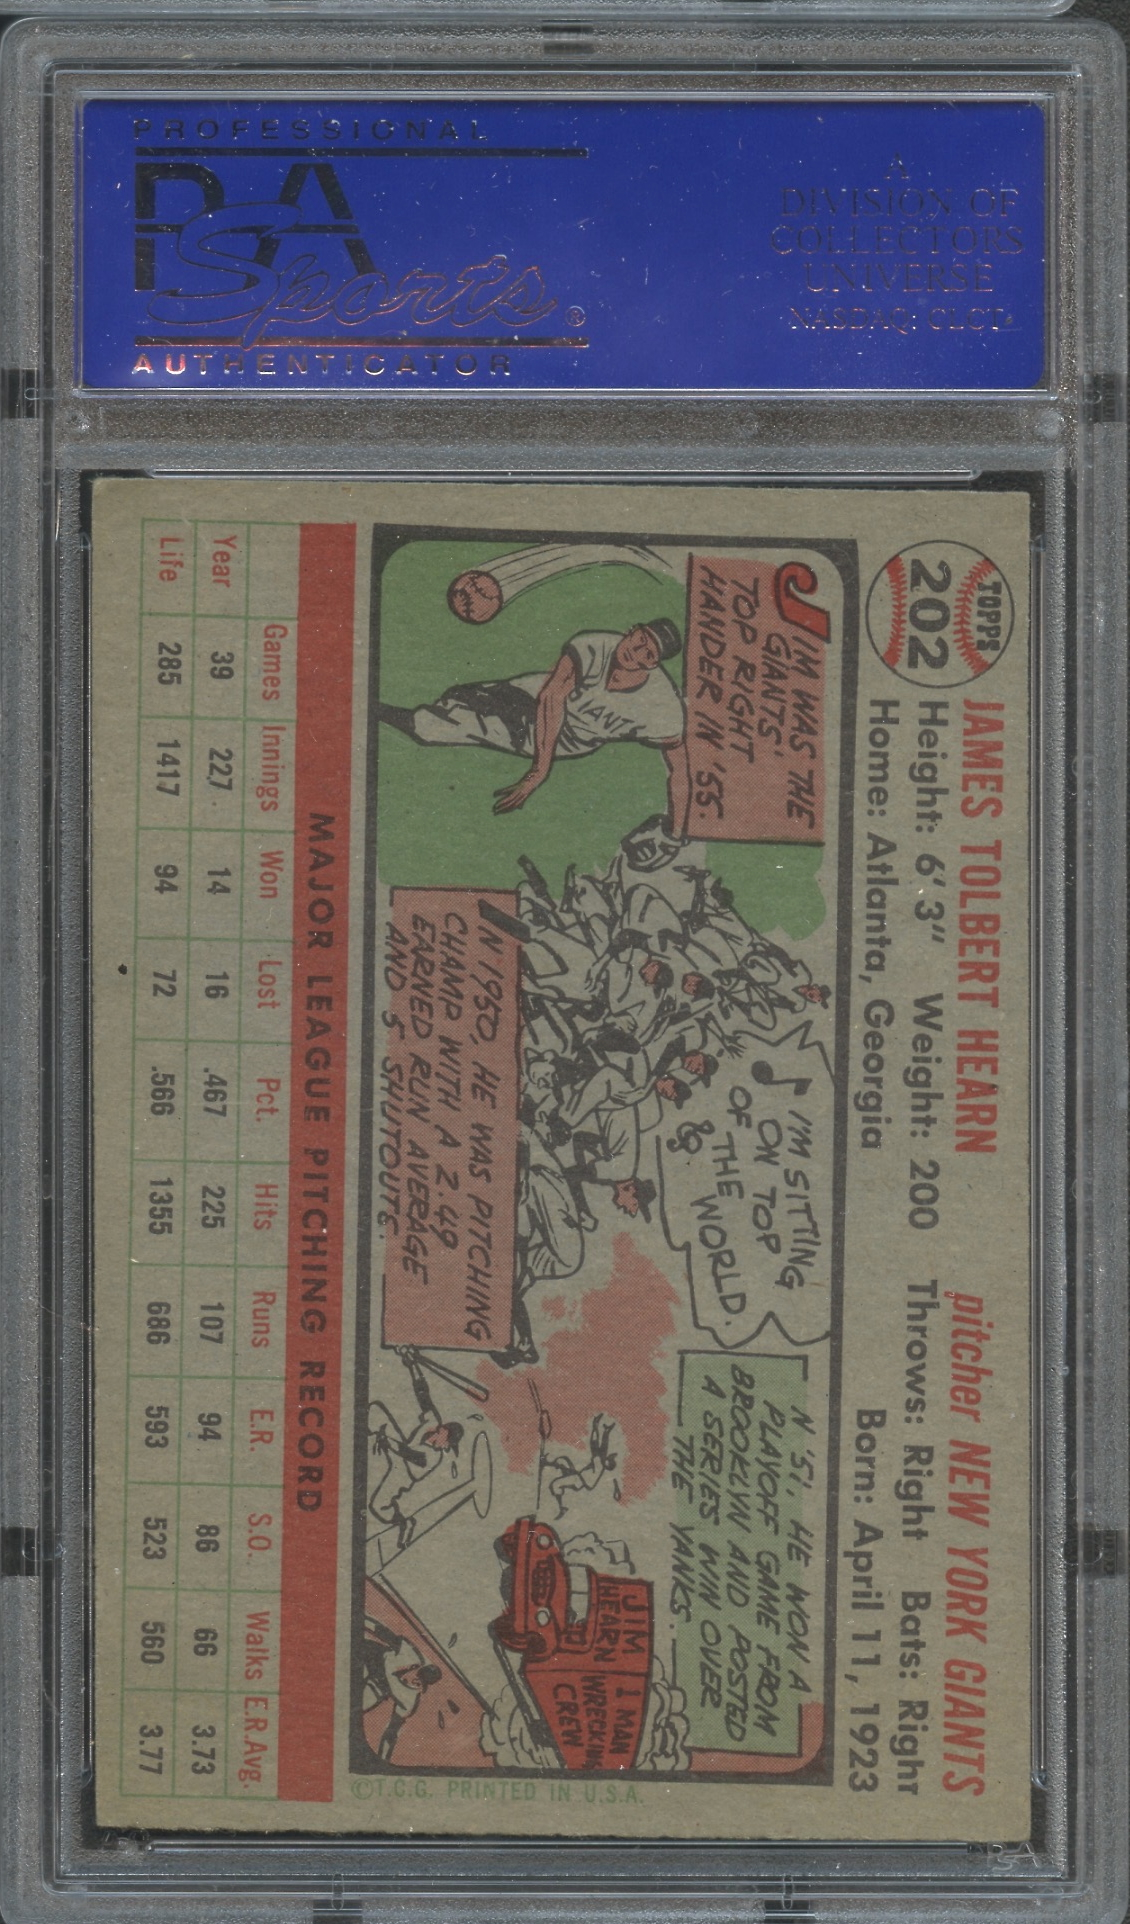 PROFESSIONAL
PSA
Sports ®
AUTHENTICATOR
A
DIVISION OF
COLLECTORS
UNIVERSE
NASDAQ: CLCT
TOPPS
202
JAMES TOLBERT HEARN pitcher NEW YORK GIANTS
Height: 6'3" Weight: 200 Throws: Right Bats: Right
Home: Atlanta, Georgia Born: April 11, 1923
JIM WAS THE
GIANTS'
TOP RIGHT
HANDER IN '55.
GIANTS
IN 1950, HE WAS PITCHING
CHAMP WITH A 2.49
EARNED RUN AVERAGE
AND 5 SHUTOUTS.
♪ I'M SITTING
ON TOP
OF THE
WORLD.
IN '51, HE WON A
PLAYOFF GAME FROM
BROOKLYN AND POSTED
A SERIES WIN OVER
THE YANKS.
JIM
HEARN
1 MAN
WRECKING
CREW
©T.C.G. PRINTED IN U.S.A.
MAJOR LEAGUE PITCHING RECORD
Games Innings Won Lost Pct. Hits Runs E.R. S.O. Walks E.R.Avg.
Year 39 227 14 16 .467 225 107 94 86 66 3.73
Life 285 1417 94 72 .566 1355 686 593 523 560 3.77
PSA